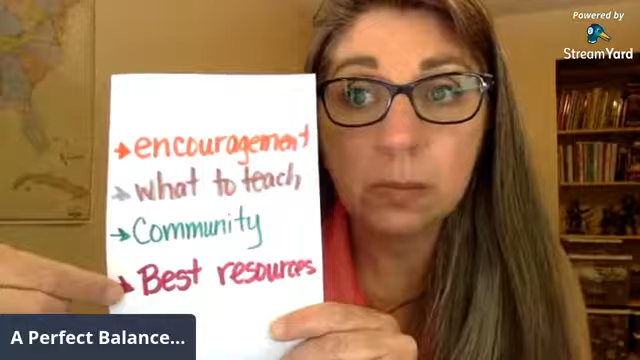 Powered by
StreamYard
→ encouragement
→ what to teach
→ Community
→ Best resources
A Perfect Balance...